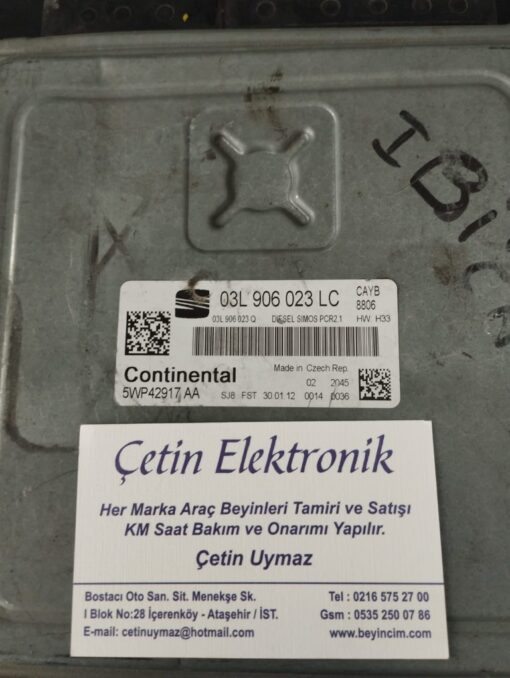 IBIZA
03L 906 023 LC CAYB
8806
03L 906 023 Q DIESEL SIMOS PCR2.1 HW: H33
Continental Made in Czech Rep.
02 2045
5WP42917 AA SJ8 FST 30 01 12 0014 0036
Çetin Elektronik
Her Marka Araç Beyinleri Tamiri ve Satışı
KM Saat Bakım ve Onarımı Yapılır.
Çetin Uymaz
Bostacı Oto San. Sit. Menekşe Sk.
I Blok No:28 İçerenköy - Ataşehir / İST.
E-mail: cetinuymaz@hotmail.com
Tel : 0216 575 27 00
Gsm : 0535 250 07 86
www.beyincim.com